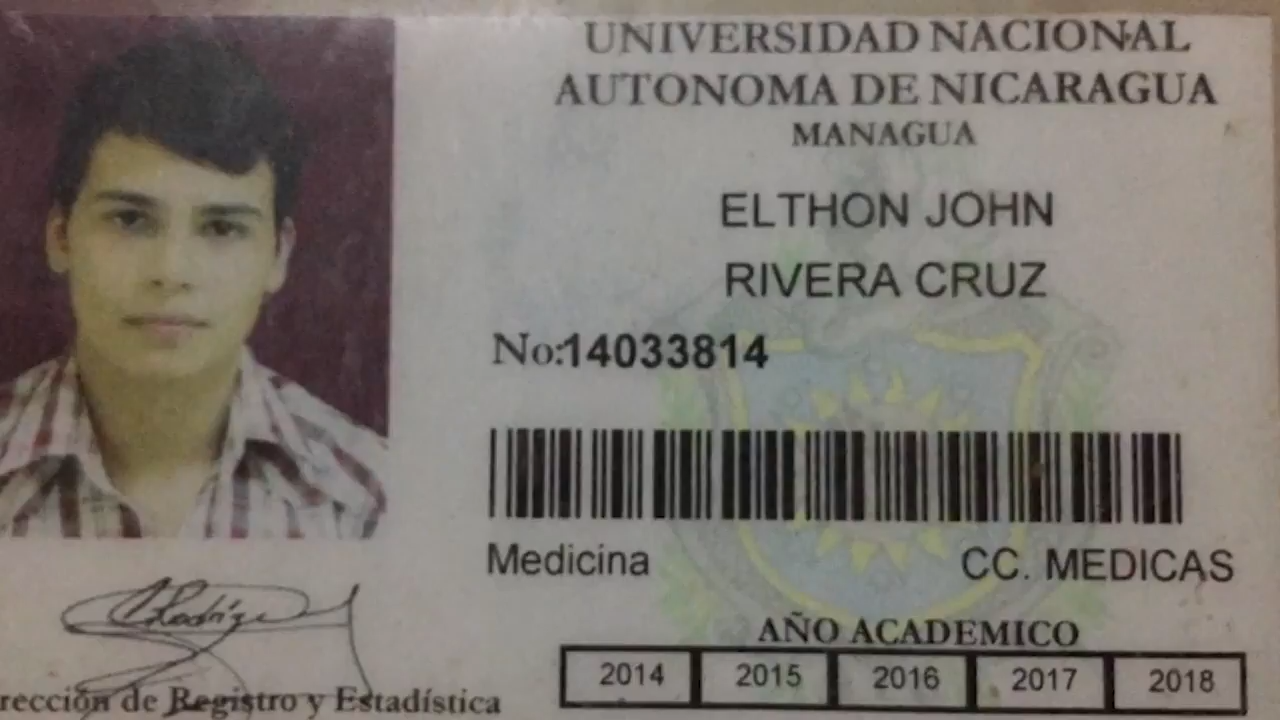 UNIVERSIDAD NACIONAL
AUTONOMA DE NICARAGUA
MANAGUA
ELTHON JOHN
RIVERA CRUZ
No:14033814
Medicina CC. MEDICAS
AÑO ACADEMICO
2014 2015 2016 2017 2018
rección de Registro y Estadística